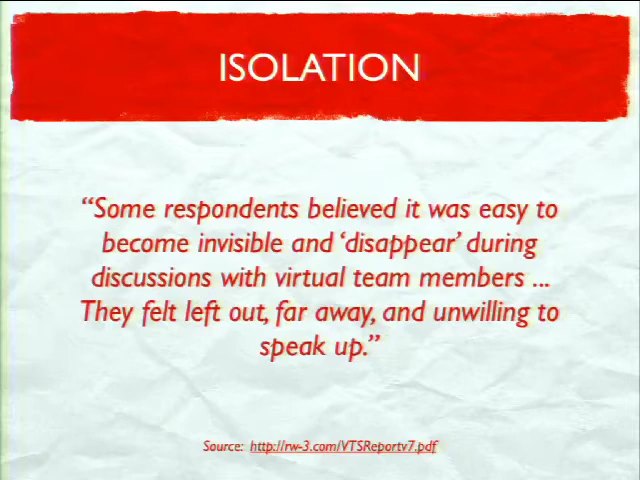 ISOLATION
“Some respondents believed it was easy to
become invisible and ‘disappear’ during
discussions with virtual team members ...
They felt left out, far away, and unwilling to
speak up.”
Source: http://rw-3.com/VTSReportv7.pdf